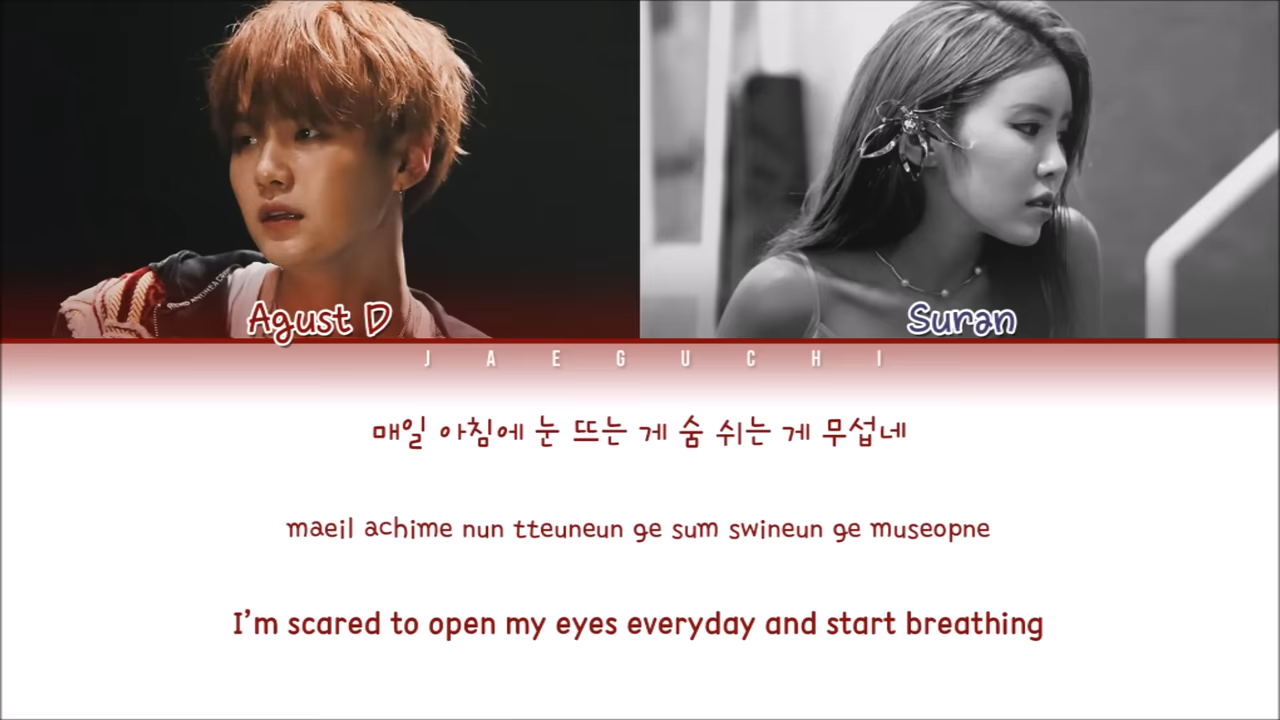 Agust D
Suran
JAEGUCHI
매일 아침에 눈 뜨는 게 숨 쉬는 게 무섭네
maeil achime nun tteuneun ge sum swineun ge museopne
I’m scared to open my eyes everyday and start breathing